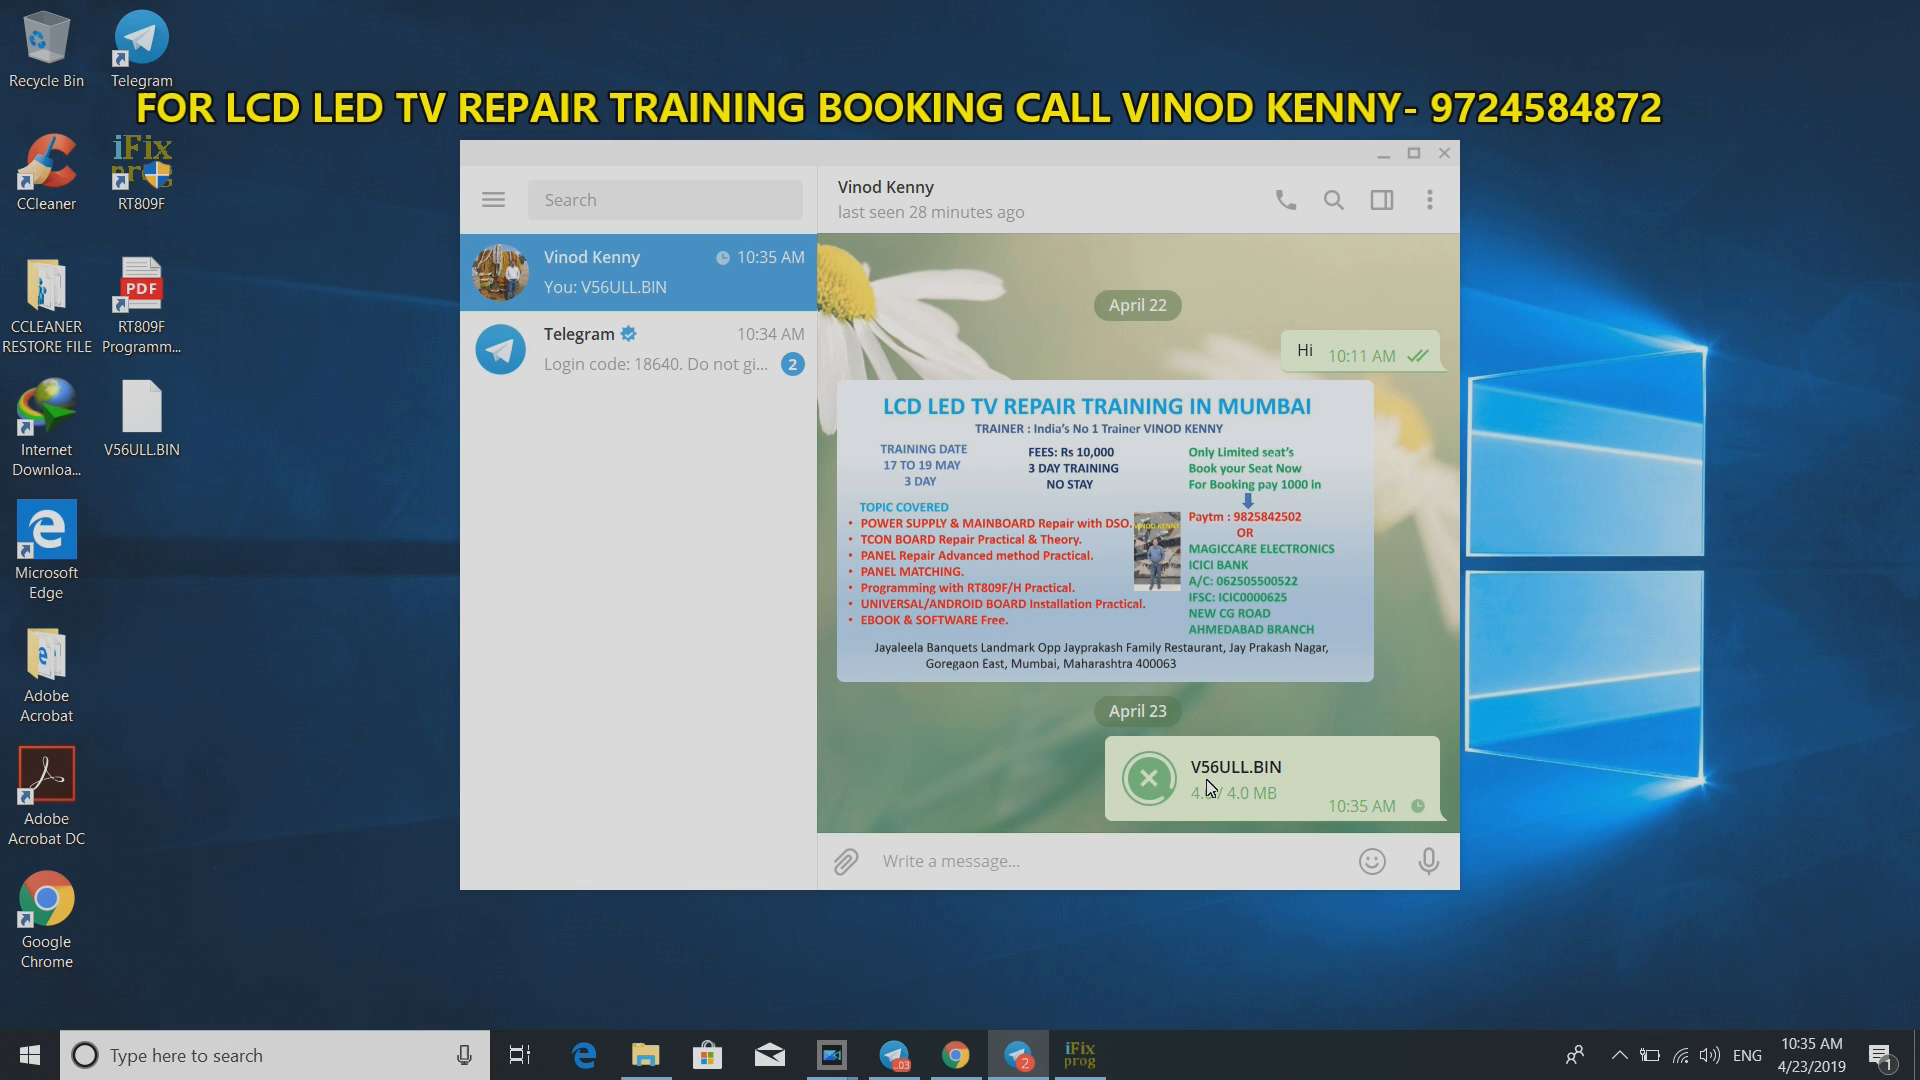 Recycle Bin
Telegram
FOR LCD LED TV REPAIR TRAINING BOOKING CALL VINOD KENNY- 9724584872
CCleaner
iFix
prog
RT809F
CCLEANER
RESTORE FILE
PDF
RT809F
Programm...
Internet
Downloa...
V56ULL.BIN
Microsoft
Edge
Adobe
Acrobat
Adobe
Acrobat DC
Google
Chrome
Search
Vinod Kenny
last seen 28 minutes ago
Vinod Kenny 10:35 AM
You: V56ULL.BIN
Telegram 10:34 AM
Login code: 18640. Do not gi... 2
April 22
Hi 10:11 AM
LCD LED TV REPAIR TRAINING IN MUMBAI
TRAINER : India's No 1 Trainer VINOD KENNY
TRAINING DATE
17 TO 19 MAY
3 DAY
FEES: Rs 10,000
3 DAY TRAINING
NO STAY
Only Limited seat's
Book your Seat Now
For Booking pay 1000 in
TOPIC COVERED
• POWER SUPPLY & MAINBOARD Repair with DSO.
• TCON BOARD Repair Practical & Theory.
• PANEL Repair Advanced method Practical.
• PANEL MATCHING.
• Programming with RT809F/H Practical.
• UNIVERSAL/ANDROID BOARD Installation Practical.
• EBOOK & SOFTWARE Free.
VINOD KENNY
Paytm : 9825842502
OR
MAGICCARE ELECTRONICS
ICICI BANK
A/C: 062505500522
IFSC: ICIC0000625
NEW CG ROAD
AHMEDABAD BRANCH
Jayaleela Banquets Landmark Opp Jayprakash Family Restaurant, Jay Prakash Nagar,
Goregaon East, Mumbai, Maharashtra 400063
April 23
V56ULL.BIN
/ 4.0 MB
10:35 AM
Write a message...
Type here to search
.03
2
iFix
prog
ENG
10:35 AM
4/23/2019
1